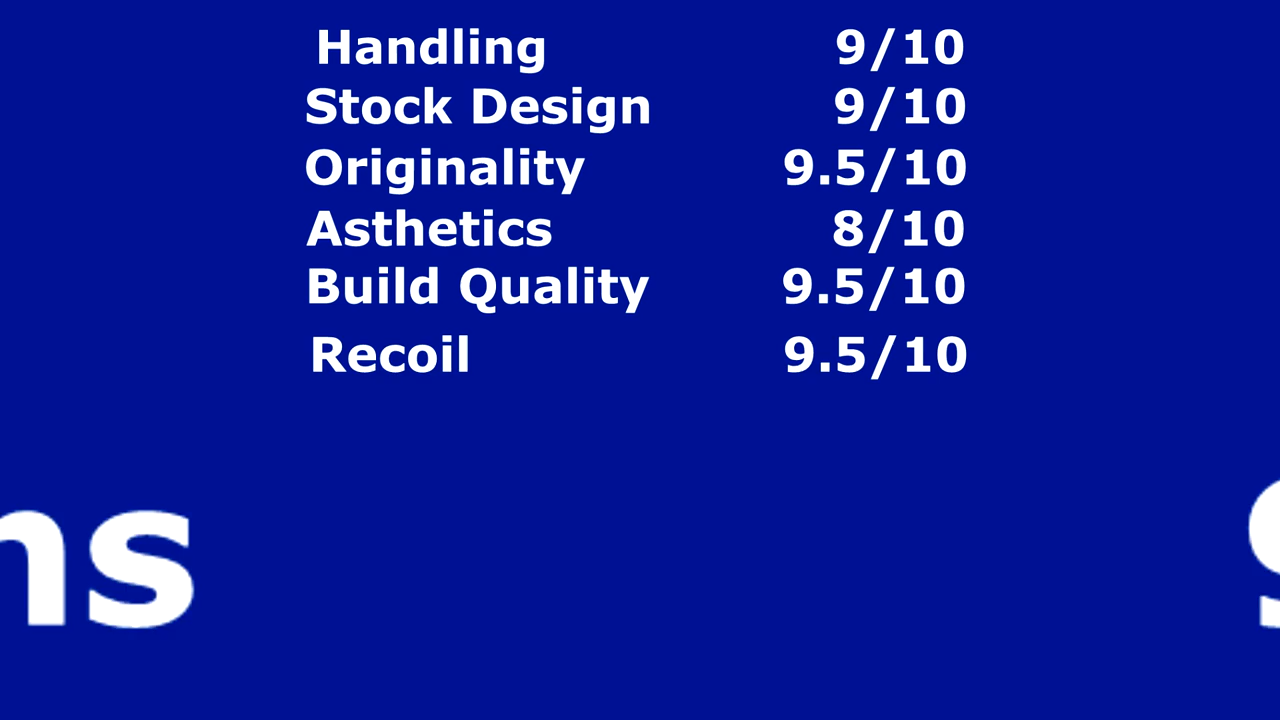 Handling 9/10
Stock Design 9/10
Originality 9.5/10
Asthetics 8/10
Build Quality 9.5/10
Recoil 9.5/10